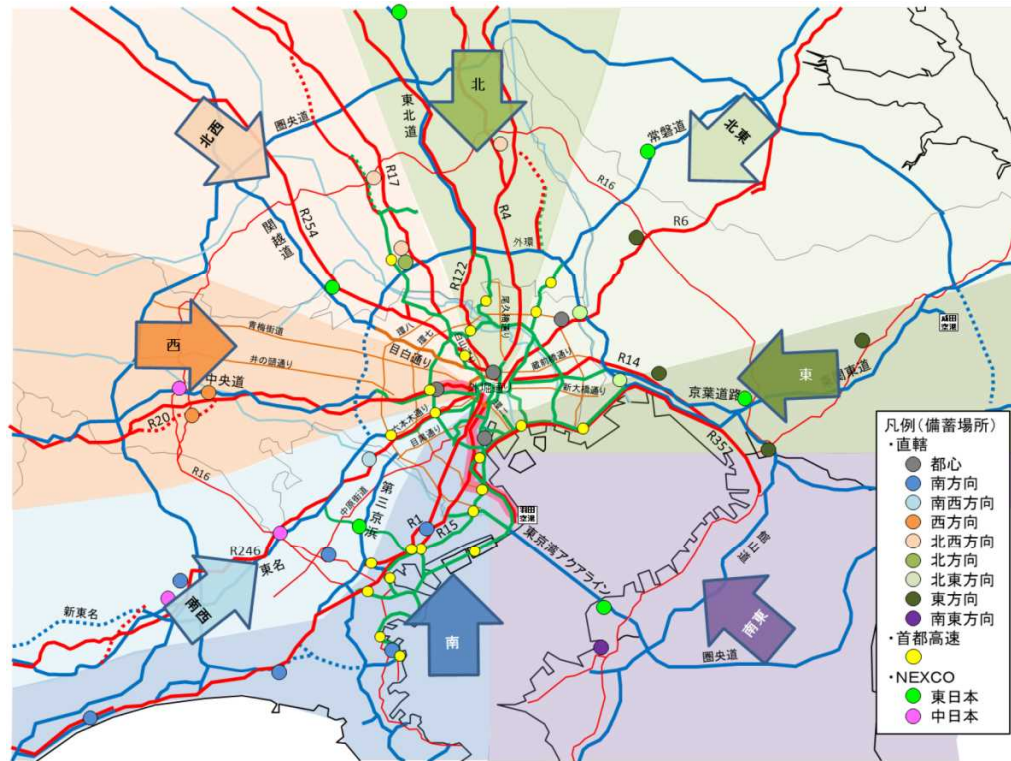 北
北西
北東
圏央道
東北道
常磐道
R16
R17
R254
R4
R6
関越道
外環
R122
尾久橋通り
成田
空港
青梅街道
環八
環七
西
目白通り
蔵前橋通り
R14
井の頭通り
東
中央道
新大橋通り
京葉道路
R20
六本木通り
目黒通り
R357
R16
第三京浜
中原街道
R1
R15
羽田
空港
東京湾アクアライン
館山道
R246
東名
新東名
南西
南
南東
圏央道
凡例(備蓄場所)
・直轄
都心
南方向
南西方向
西方向
北西方向
北方向
北東方向
東方向
南東方向
・首都高速
・NEXCO
東日本
中日本